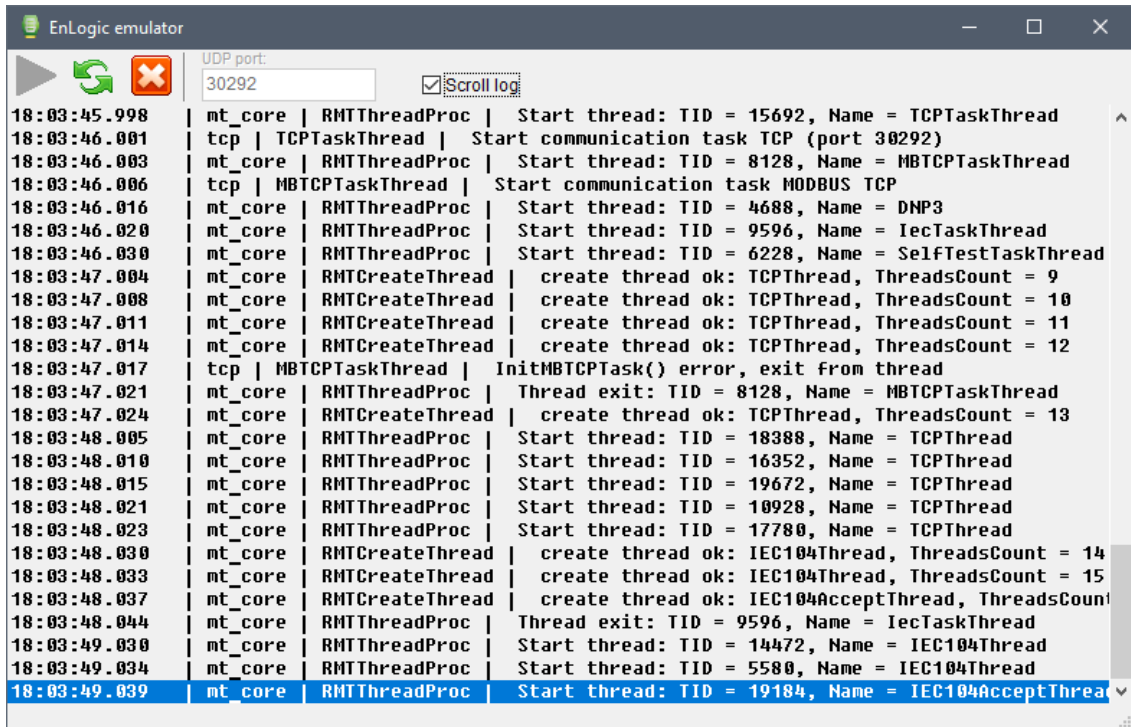 EnLogic emulator
UDP port:
30292
Scroll log
18:03:45.998 | mt_core | RMTThreadProc | Start thread: TID = 15692, Name = TCPTaskThread
18:03:46.001 | tcp | TCPTaskThread | Start communication task TCP (port 30292)
18:03:46.003 | mt_core | RMTThreadProc | Start thread: TID = 8128, Name = MBTCPTaskThread
18:03:46.006 | tcp | MBTCPTaskThread | Start communication task MODBUS TCP
18:03:46.016 | mt_core | RMTThreadProc | Start thread: TID = 4688, Name = DNP3
18:03:46.020 | mt_core | RMTThreadProc | Start thread: TID = 9596, Name = IecTaskThread
18:03:46.030 | mt_core | RMTThreadProc | Start thread: TID = 6228, Name = SelfTestTaskThread
18:03:47.004 | mt_core | RMTCreateThread | create thread ok: TCPThread, ThreadsCount = 9
18:03:47.008 | mt_core | RMTCreateThread | create thread ok: TCPThread, ThreadsCount = 10
18:03:47.011 | mt_core | RMTCreateThread | create thread ok: TCPThread, ThreadsCount = 11
18:03:47.014 | mt_core | RMTCreateThread | create thread ok: TCPThread, ThreadsCount = 12
18:03:47.017 | tcp | MBTCPTaskThread | InitMBTCPTask() error, exit from thread
18:03:47.021 | mt_core | RMTThreadProc | Thread exit: TID = 8128, Name = MBTCPTaskThread
18:03:47.024 | mt_core | RMTCreateThread | create thread ok: TCPThread, ThreadsCount = 13
18:03:48.005 | mt_core | RMTThreadProc | Start thread: TID = 18388, Name = TCPThread
18:03:48.010 | mt_core | RMTThreadProc | Start thread: TID = 16352, Name = TCPThread
18:03:48.015 | mt_core | RMTThreadProc | Start thread: TID = 19672, Name = TCPThread
18:03:48.021 | mt_core | RMTThreadProc | Start thread: TID = 10928, Name = TCPThread
18:03:48.023 | mt_core | RMTThreadProc | Start thread: TID = 17780, Name = TCPThread
18:03:48.030 | mt_core | RMTCreateThread | create thread ok: IEC104Thread, ThreadsCount = 14
18:03:48.033 | mt_core | RMTCreateThread | create thread ok: IEC104Thread, ThreadsCount = 15
18:03:48.037 | mt_core | RMTCreateThread | create thread ok: IEC104AcceptThread, ThreadsCount
18:03:48.044 | mt_core | RMTThreadProc | Thread exit: TID = 9596, Name = IecTaskThread
18:03:49.030 | mt_core | RMTThreadProc | Start thread: TID = 14472, Name = IEC104Thread
18:03:49.034 | mt_core | RMTThreadProc | Start thread: TID = 5580, Name = IEC104Thread
18:03:49.039 | mt_core | RMTThreadProc | Start thread: TID = 19184, Name = IEC104AcceptThread